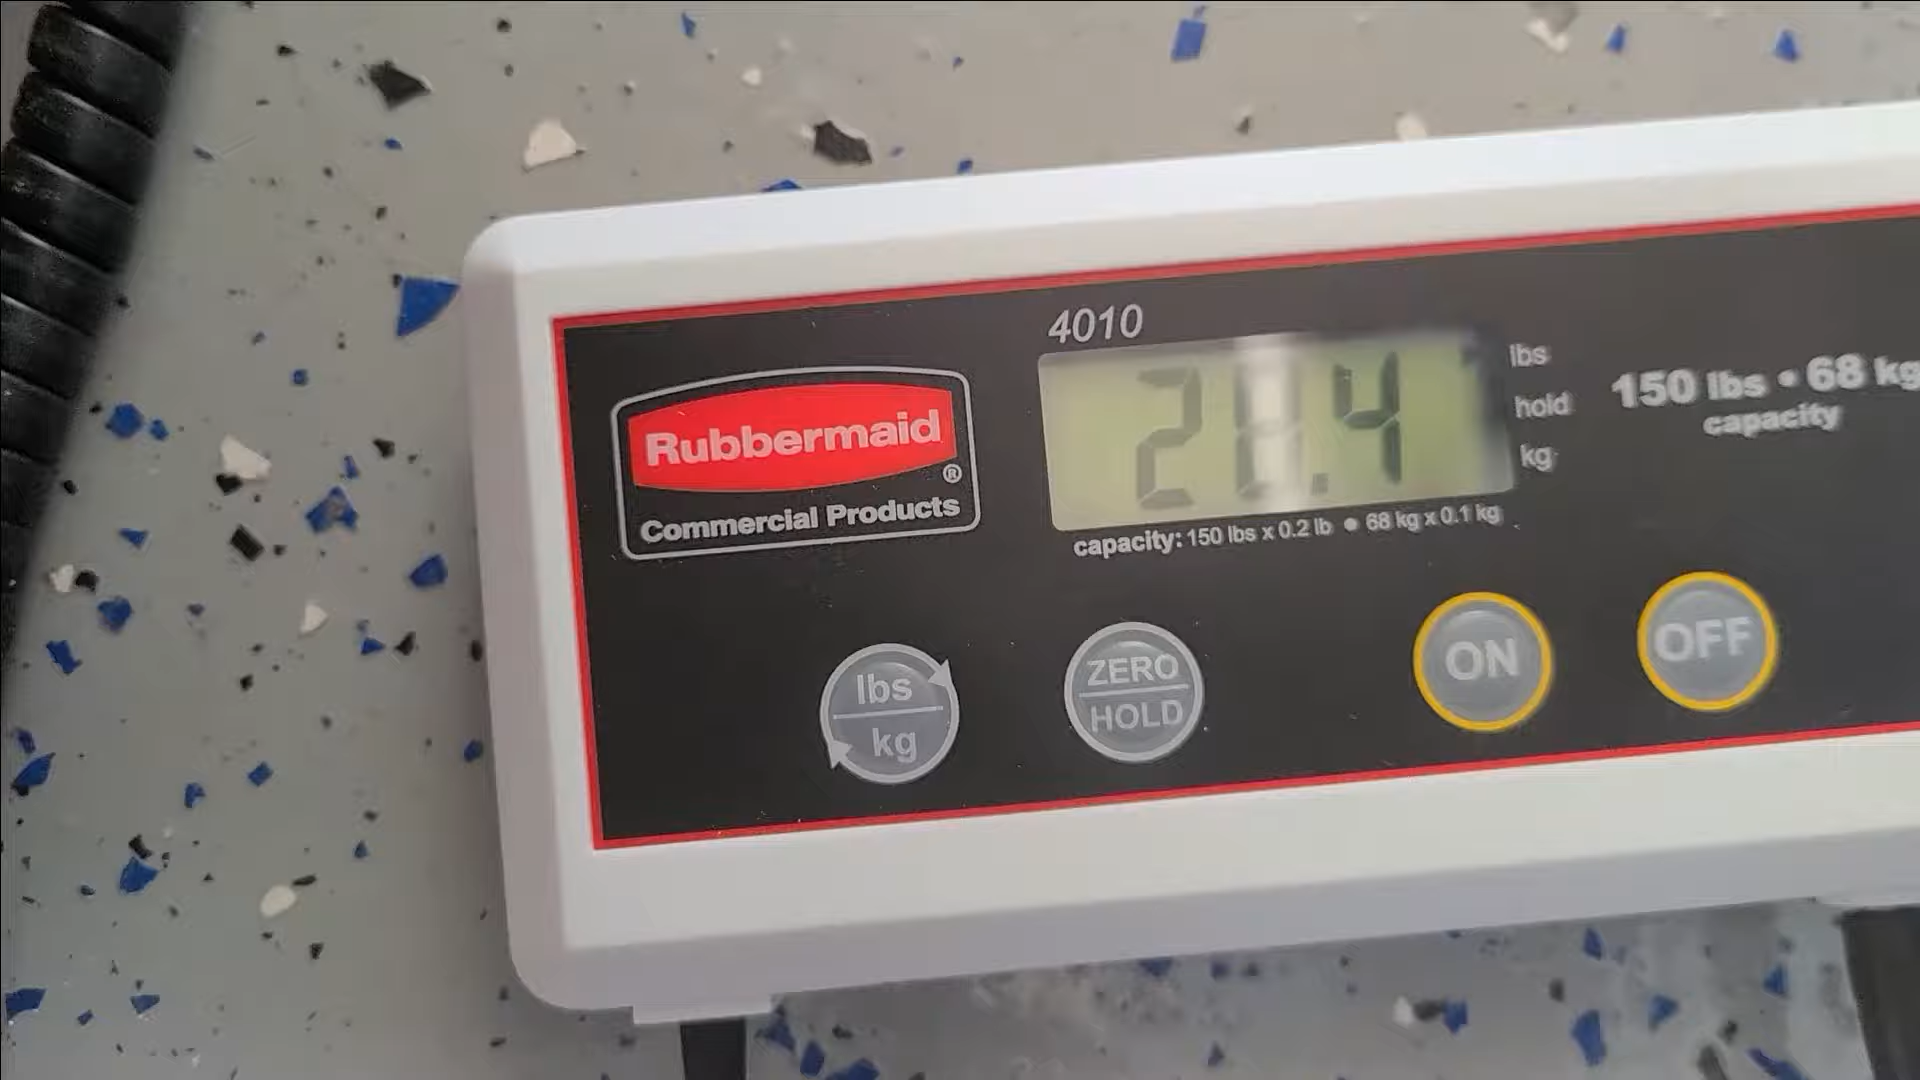 4010
lbs
hold
kg
150 lbs • 68 kg
capacity
Rubbermaid®
Commercial Products
capacity: 150 lbs x 0.2 lb • 68 kg x 0.1 kg
lbs
kg
ZERO
HOLD
ON
OFF